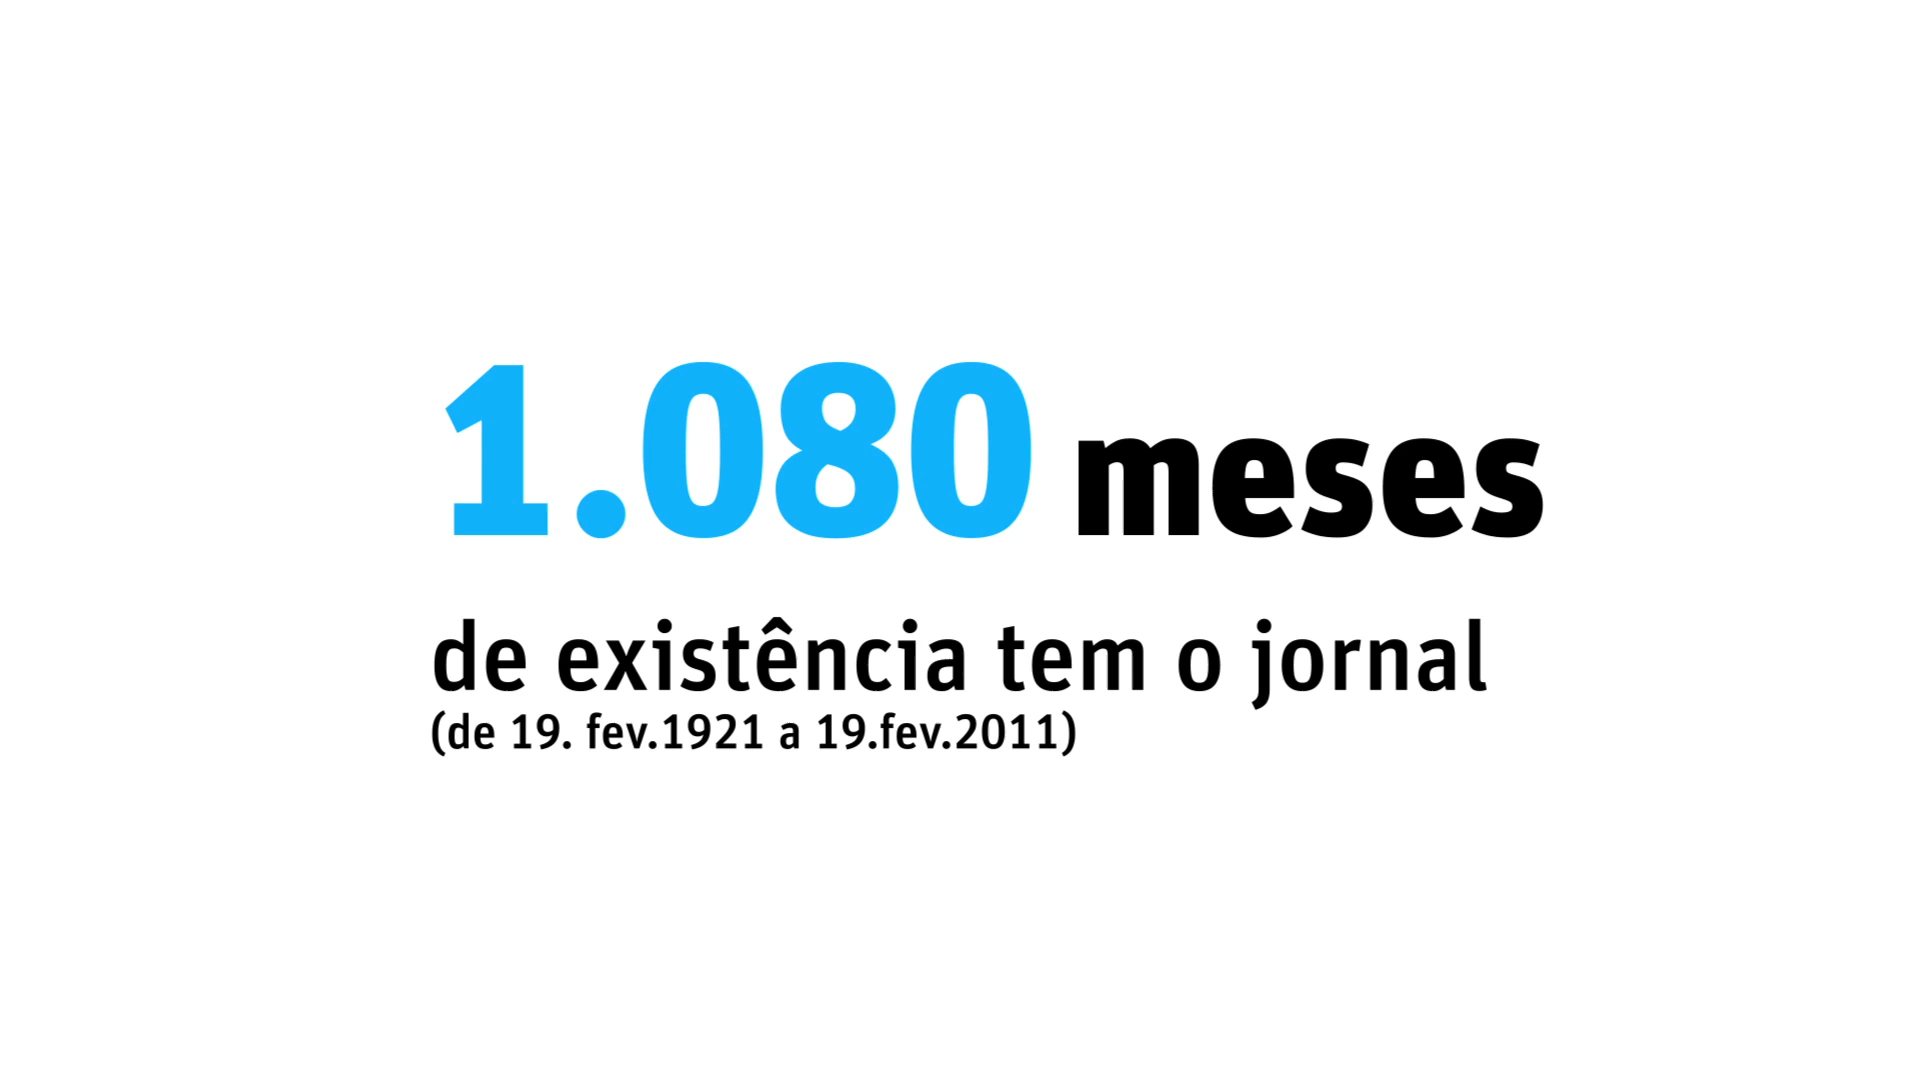 1.080 meses
de existência tem o jornal
(de 19. fev.1921 a 19.fev.2011)